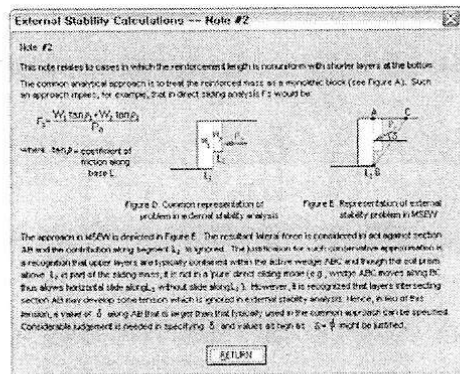 External Stability Calculations -- Note #2
Note #2
This note relates to cases in which the reinforcement length is nonuniform with shorter layers at the bottom.
The common analytical approach is to treat the reinforced mass as a monolithic block (see Figure A). Such
an approach implies, for example, that in direct sliding analysis Fs would be:
where = coefficient of
friction along
base L
A C
B
Figure D. Common representation of
problem in external stability analysis
Figure E. Representation of external
stability problem in MSEW
The approach in MSEW is depicted in Figure E. The resultant lateral force is considered to act against section
AB and the contribution along segment L₂ is ignored. The justification for such conservative approximation is
a recognition that upper layers are typically contained within the active wedge ABC and though the soil prism
above L₂ is part of the sliding mass, it is not in a 'pure' direct sliding mode (e.g., wedge ABC moves along BC
thus allows horizontal slide along L₁ without slide along L₂). However, it is recognized that layers intersecting
section AB may develop some tension which is ignored in external stability analysis. Hence, in lieu of this
tension, a value of δ along AB that is larger than that typically used in the common approach can be specified.
Considerable judgement is needed in specifying δ and values as high as might be justified.
RETURN